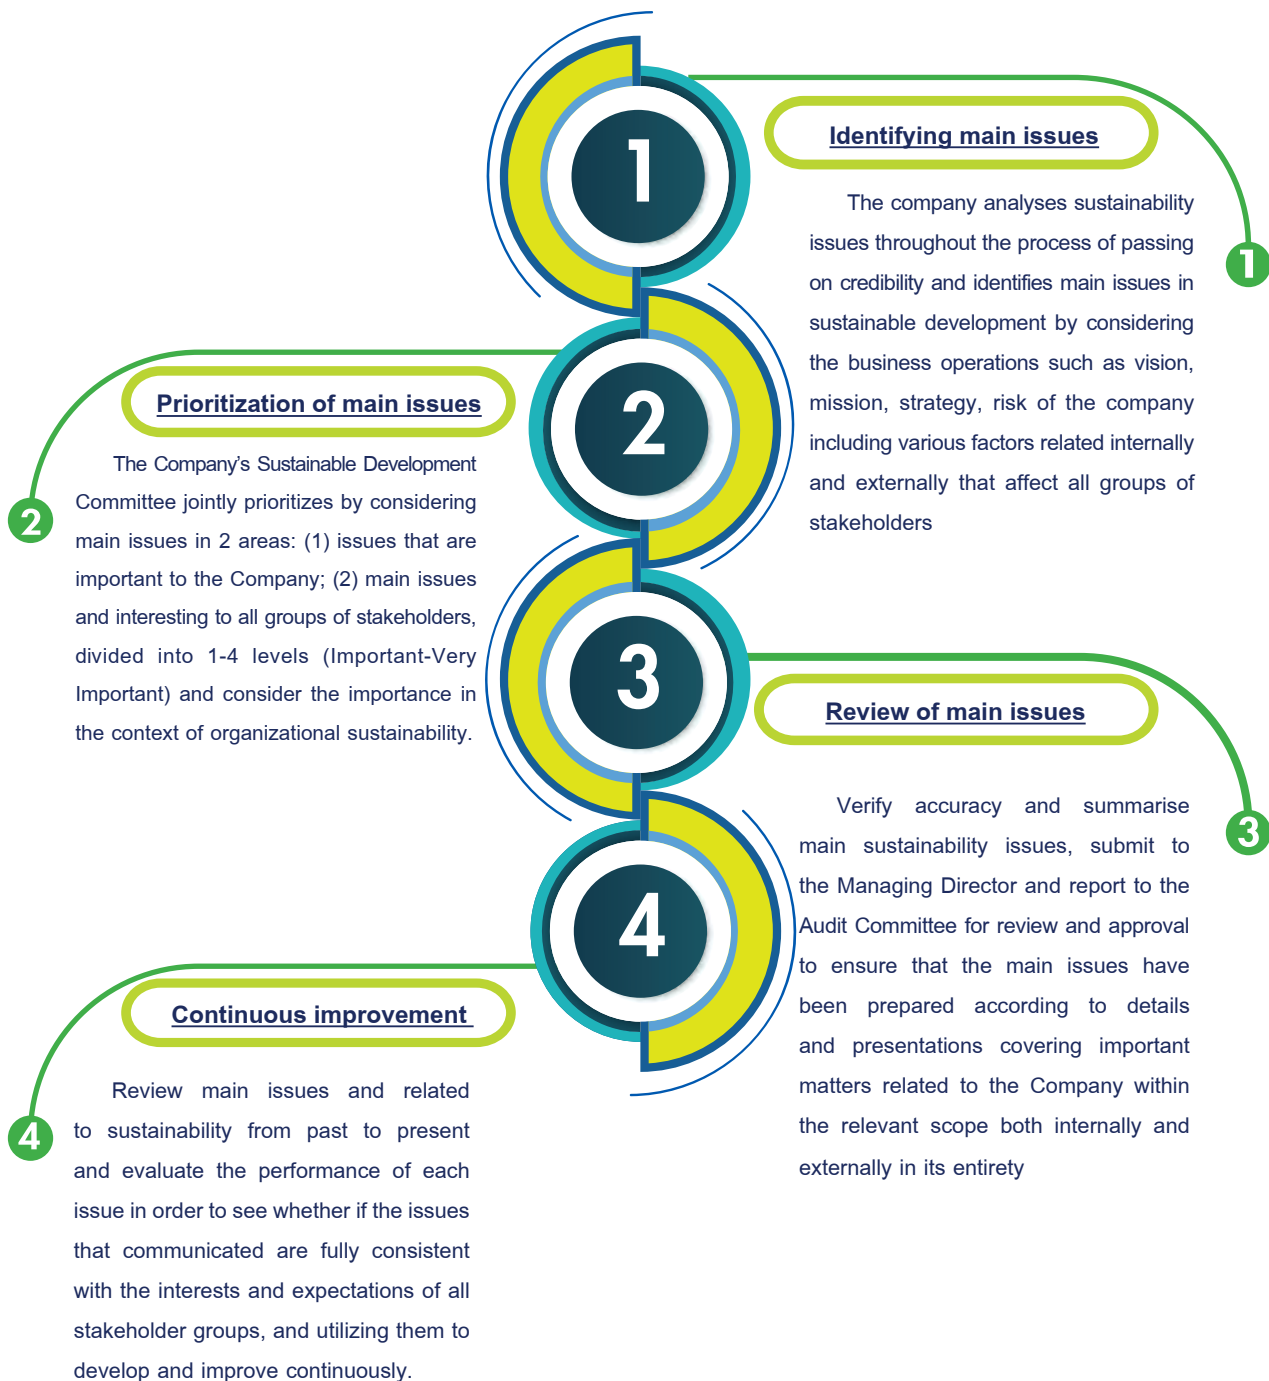 1
Identifying main issues
The company analyses sustainability
issues throughout the process of passing
on credibility and identifies main issues in
sustainable development by considering
the business operations such as vision,
mission, strategy, risk of the company
including various factors related internally
and externally that affect all groups of
stakeholders
1
2
Prioritization of main issues
The Company’s Sustainable Development
Committee jointly prioritizes by considering
main issues in 2 areas: (1) issues that are
important to the Company; (2) main issues
and interesting to all groups of stakeholders,
divided into 1-4 levels (Important-Very
Important) and consider the importance in
the context of organizational sustainability.
2
3
Review of main issues
Verify accuracy and summarise
main sustainability issues, submit to
the Managing Director and report to the
Audit Committee for review and approval
to ensure that the main issues have
been prepared according to details
and presentations covering important
matters related to the Company within
the relevant scope both internally and
externally in its entirety
3
4
Continuous improvement
Review main issues and related
to sustainability from past to present
and evaluate the performance of each
issue in order to see whether if the issues
that communicated are fully consistent
with the interests and expectations of all
stakeholder groups, and utilizing them to
develop and improve continuously.
4